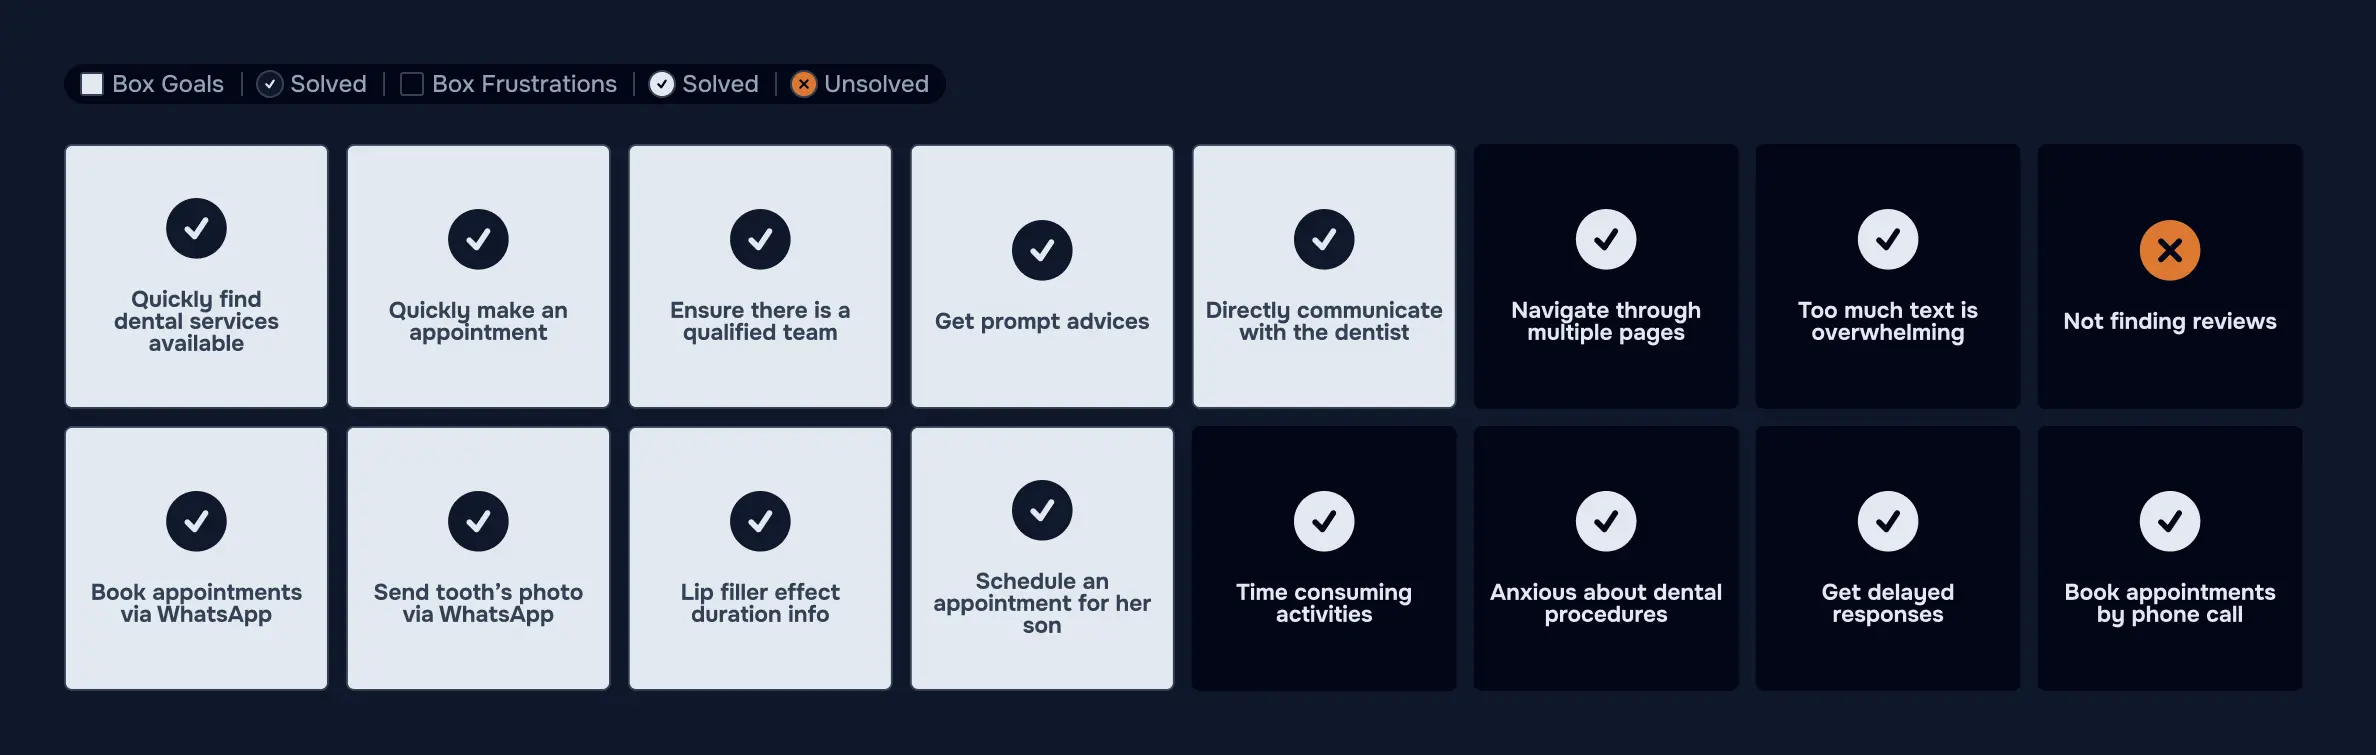 Box Goals
Solved
Box Frustrations
Solved
Unsolved
Quickly find
dental services
available
Quickly make an
appointment
Ensure there is a
qualified team
Get prompt advices
Directly communicate
with the dentist
Navigate through
multiple pages
Too much text is
overwhelming
Not finding reviews
Book appointments
via WhatsApp
Send tooth’s photo
via WhatsApp
Lip filler effect
duration info
Schedule an
appointment for her
son
Time consuming
activities
Anxious about dental
procedures
Get delayed
responses
Book appointments
by phone call